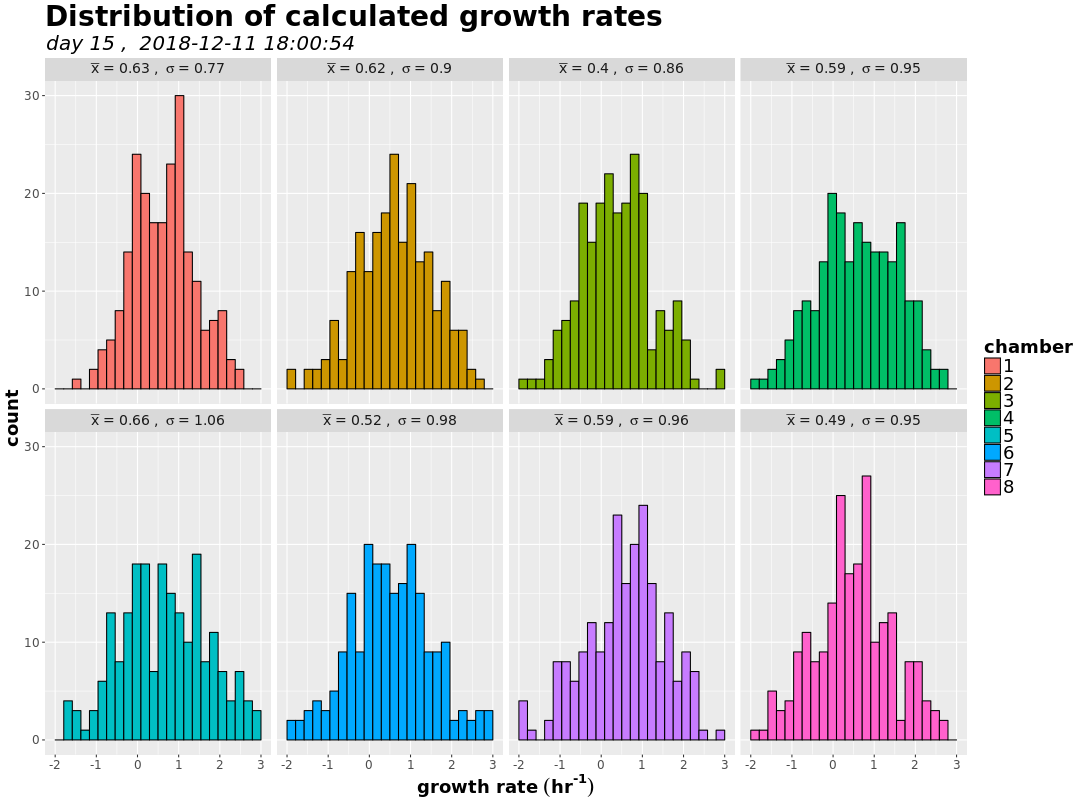 Distribution of calculated growth rates
day 15 ,  2018-12-11 18:00:54
x̅ = 0.63 ,  σ = 0.77
x̅ = 0.62 ,  σ = 0.9
x̅ = 0.4 ,  σ = 0.86
x̅ = 0.59 ,  σ = 0.95
30
20
10
0
x̅ = 0.66 ,  σ = 1.06
x̅ = 0.52 ,  σ = 0.98
x̅ = 0.59 ,  σ = 0.96
x̅ = 0.49 ,  σ = 0.95
30
20
10
0
-2 -1 0 1 2 3
-2 -1 0 1 2 3
-2 -1 0 1 2 3
-2 -1 0 1 2 3
count
growth rate (hr⁻¹)
chamber
1
2
3
4
5
6
7
8